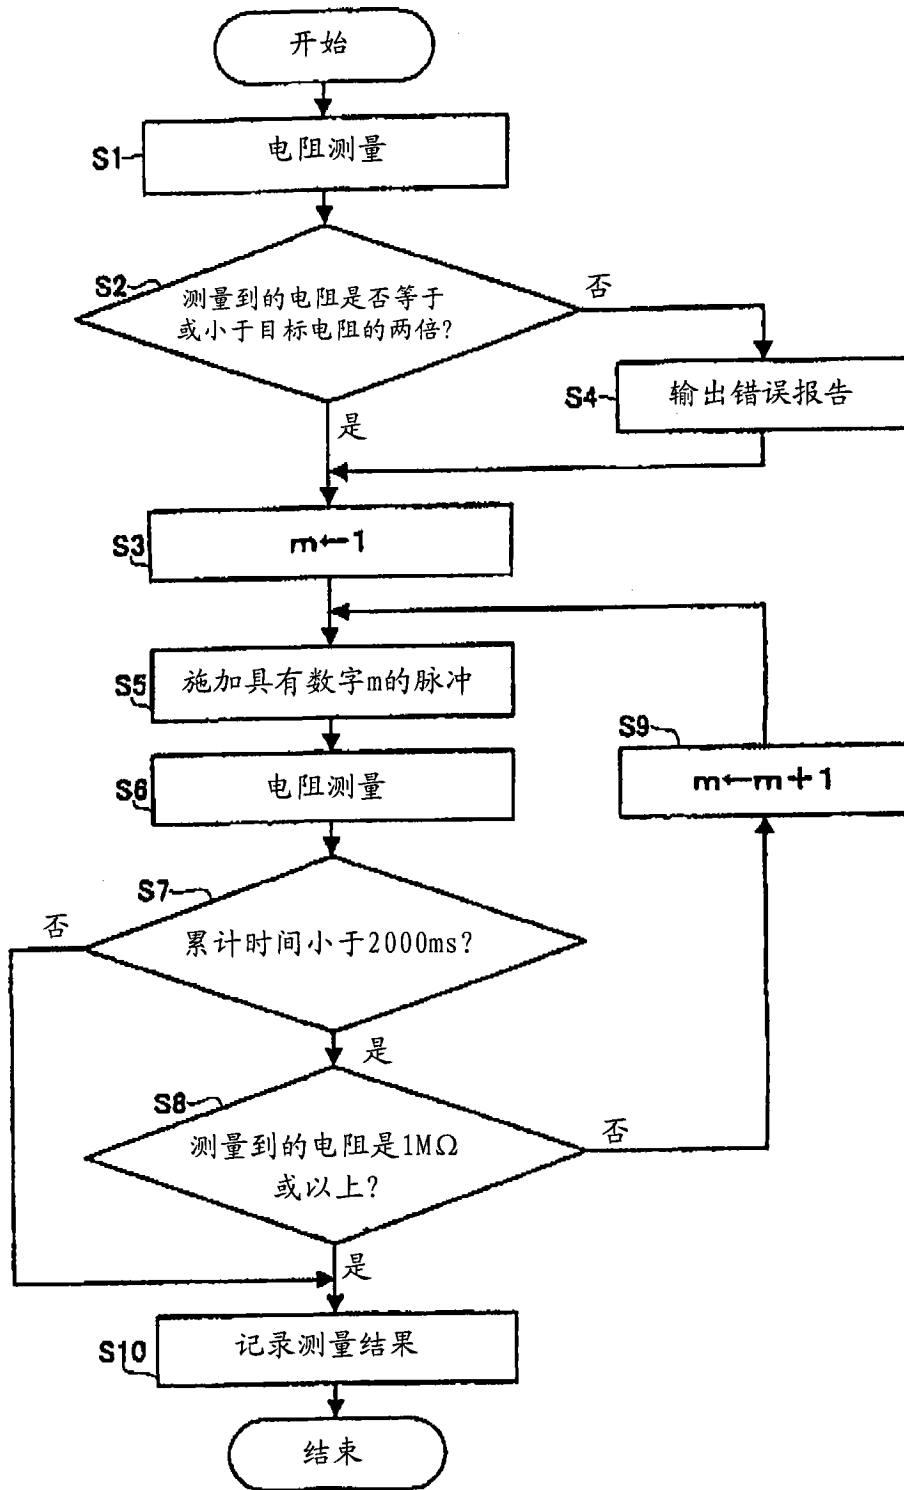 开始
S1
电阻测量
S2
测量到的电阻是否等于
或小于目标电阻的两倍?
否
S4
输出错误报告
是
S3
m←1
S5
施加具有数字m的脉冲
S6
电阻测量
S9
m←m+1
S7
否
累计时间小于2000ms?
是
S8
测量到的电阻是1MΩ
或以上?
否
是
S10
记录测量结果
结束